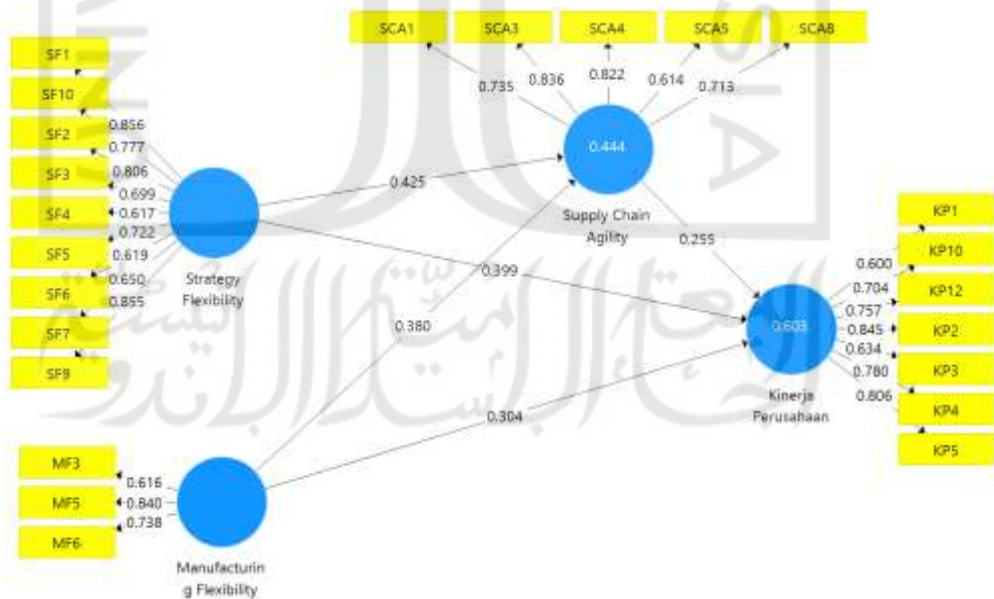 SCA1
SCA3
SCA4
SCA5
SCA8
0.735
0.836
0.822
0.614
0.713
SF1
SF10
SF2
SF3
SF4
SF5
SF6
SF7
SF9
0.856
0.777
0.806
0.699
0.617
0.722
0.619
0.650
0.855
Strategy
Flexibility
0.425
0.399
0.380
0.304
0.444
Supply Chain
Agility
0.255
0.603
Kinerja
Perusahaan
0.600
0.704
0.757
0.845
0.634
0.780
0.806
KP1
KP10
KP12
KP2
KP3
KP4
KP5
MF3
MF5
MF6
0.616
0.840
0.738
Manufacturin
g Flexibility